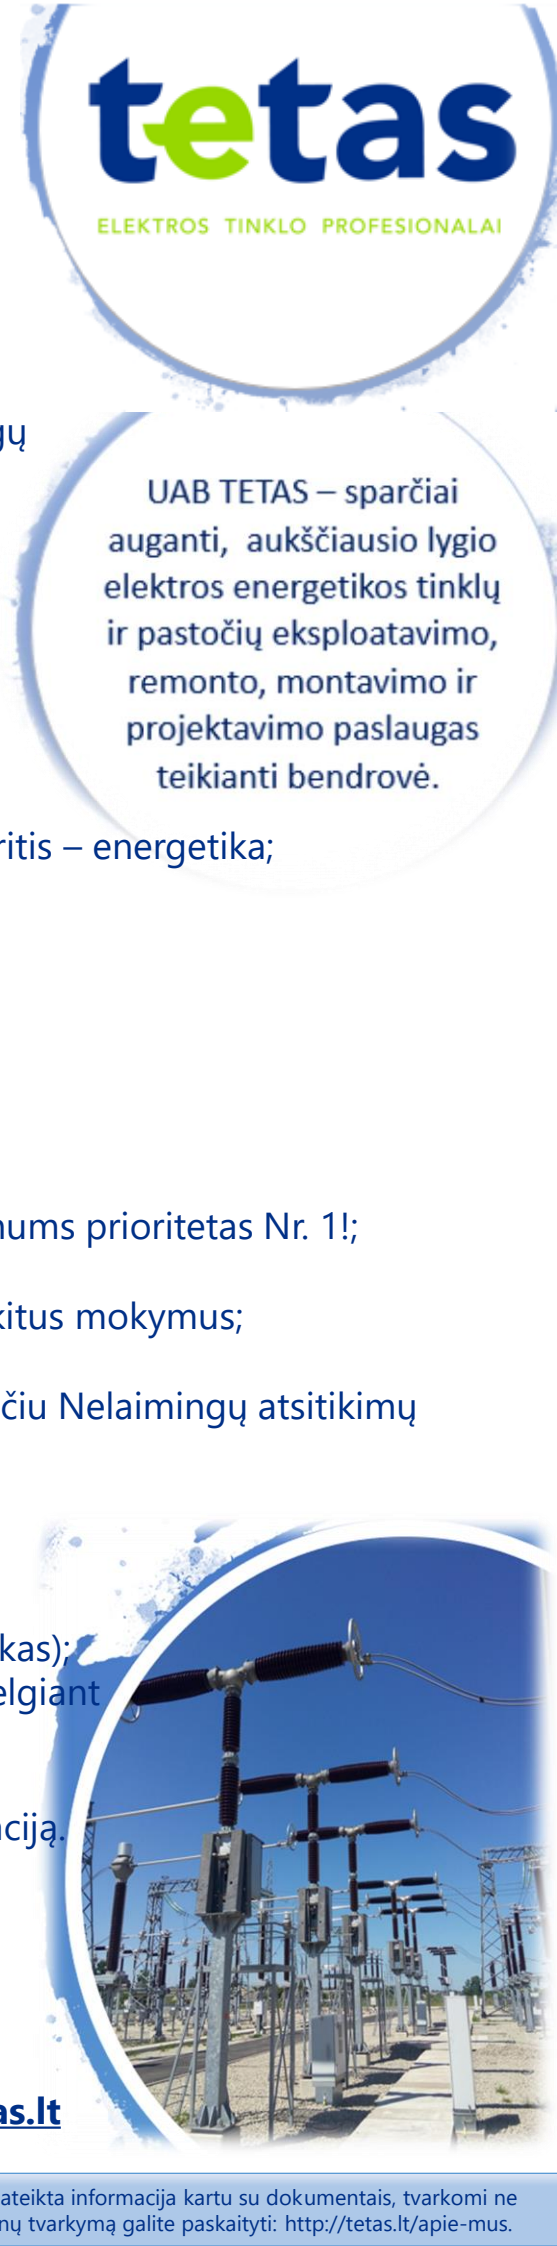 tetas
ELEKTROS TINKLO PROFESIONALAI
gų
UAB TETAS – sparčiai
auganti, aukščiausio lygio
elektros energetikos tinklų
ir pastočių eksploatavimo,
remonto, montavimo ir
projektavimo paslaugas
teikianti bendrovė.
ritis – energetika;
nums prioritetas Nr. 1!;
kitus mokymus;
čiu Nelaimingų atsitikimų
kas);
elgiant
ciją.
as.lt
ateikta informacija kartu su dokumentais, tvarkomi ne
nų tvarkymą galite paskaityti: http://tetas.lt/apie-mus.